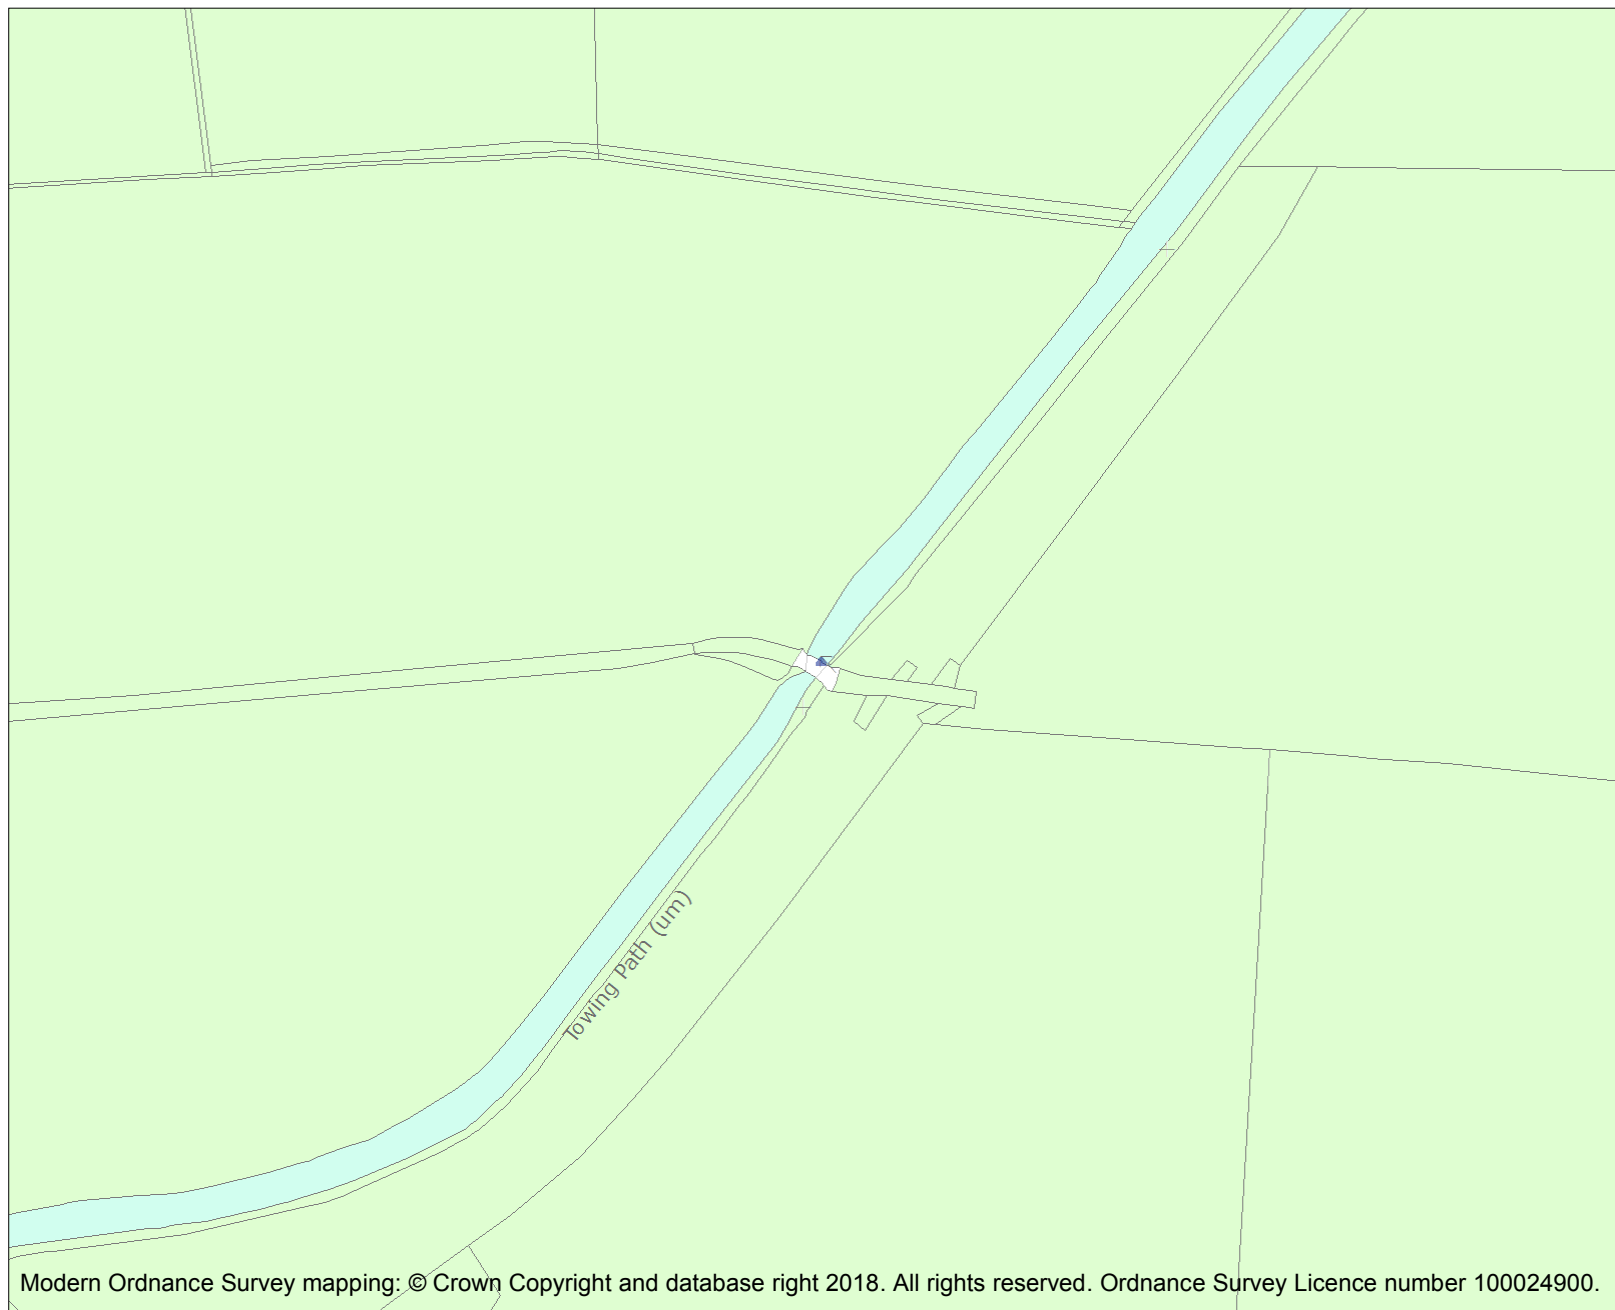 Towing Path (um)
Modern Ordnance Survey mapping: © Crown Copyright and database right 2018. All rights reserved. Ordnance Survey Licence number 100024900.